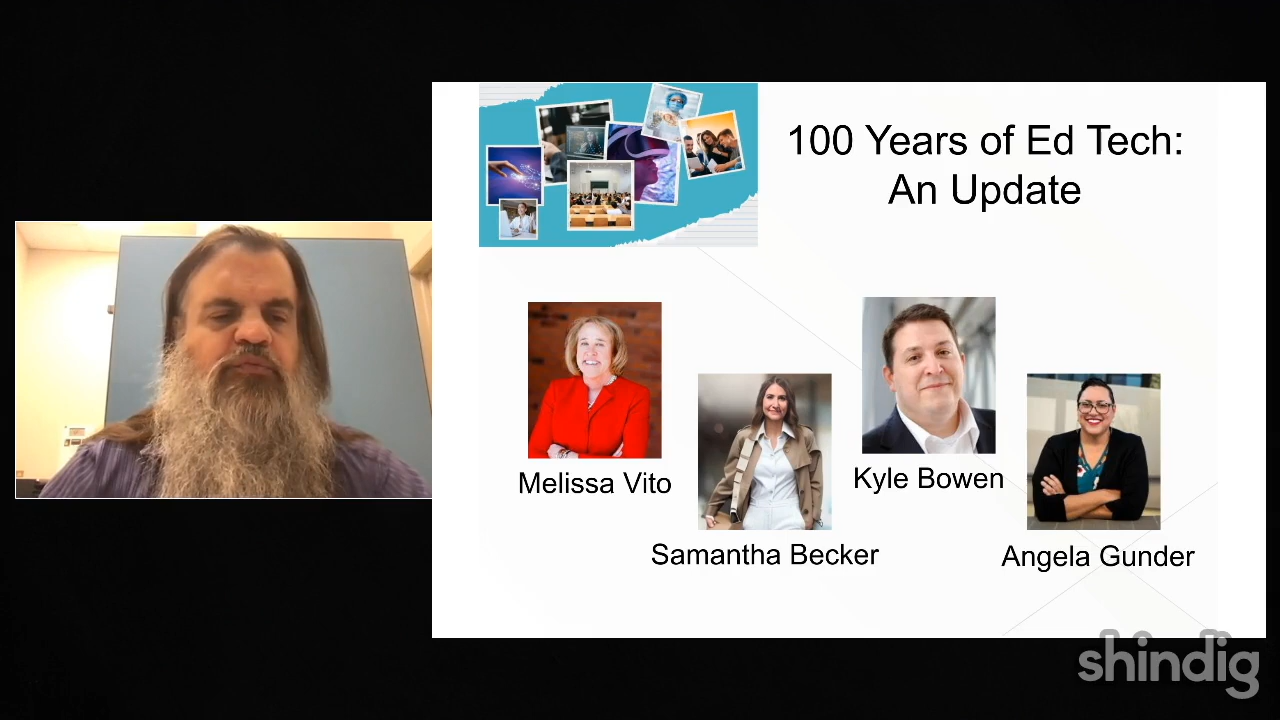 100 Years of Ed Tech:
An Update
Melissa Vito
Kyle Bowen
Samantha Becker
Angela Gunder
shindig